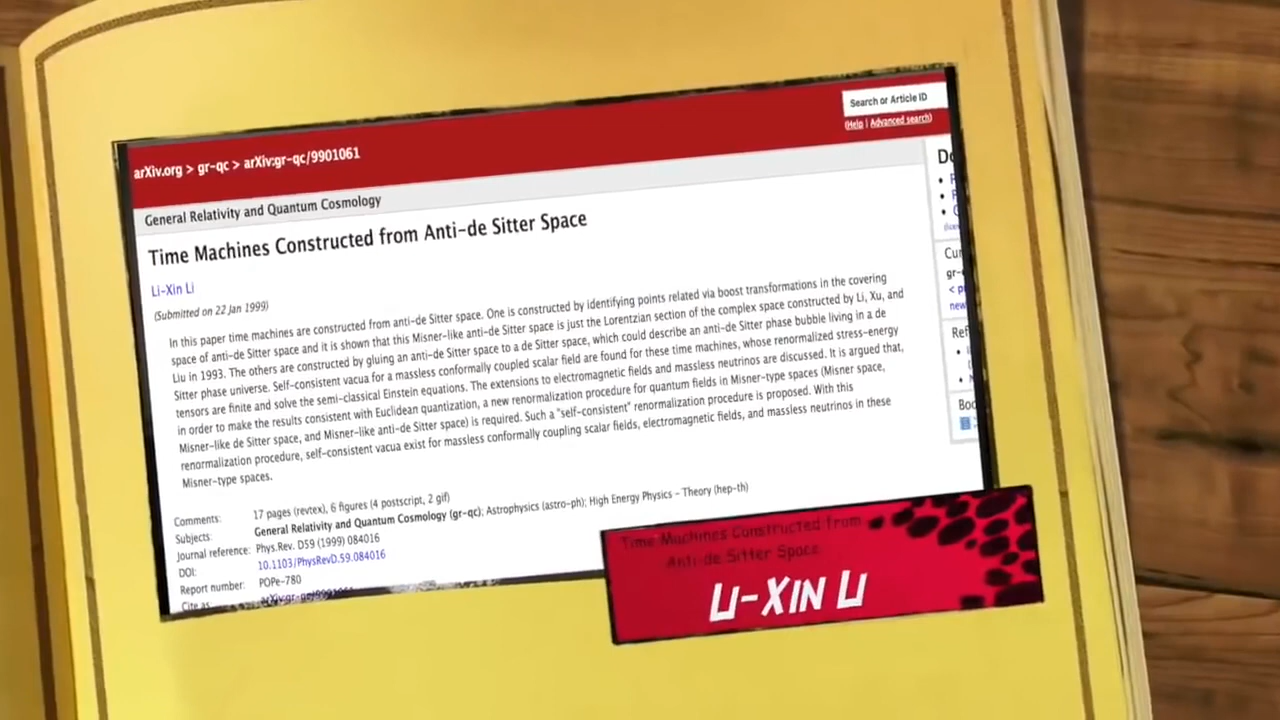 Search or Article ID
(Help | Advanced search)
arXiv.org > gr-qc > arXiv:gr-qc/9901061
General Relativity and Quantum Cosmology
Time Machines Constructed from Anti-de Sitter Space
Li-Xin Li
(Submitted on 22 Jan 1999)
In this paper time machines are constructed from anti-de Sitter space. One is constructed by identifying points related via boost transformations in the covering
space of anti-de Sitter space and it is shown that this Misner-like anti-de Sitter space is just the Lorentzian section of the complex space constructed by Li, Xu, and
Liu in 1993. The others are constructed by gluing an anti-de Sitter space to a de Sitter space, which could describe an anti-de Sitter phase bubble living in a de
Sitter phase universe. Self-consistent vacua for a massless conformally coupled scalar field are found for these time machines, whose renormalized stress-energy
tensors are finite and solve the semi-classical Einstein equations. The extensions to electromagnetic fields and massless neutrinos are discussed. It is argued that,
in order to make the results consistent with Euclidean quantization, a new renormalization procedure for quantum fields in Misner-type spaces (Misner space,
Misner-like de Sitter space, and Misner-like anti-de Sitter space) is required. Such a "self-consistent" renormalization procedure is proposed. With this
renormalization procedure, self-consistent vacua exist for massless conformally coupling scalar fields, electromagnetic fields, and massless neutrinos in these
Misner-type spaces.
Comments: 17 pages (revtex), 6 figures (4 postscript, 2 gif)
Subjects: General Relativity and Quantum Cosmology (gr-qc); Astrophysics (astro-ph); High Energy Physics - Theory (hep-th)
Journal reference: Phys.Rev. D59 (1999) 084016
DOI: 10.1103/PhysRevD.59.084016
Report number: POPe-780
Cite as: arXiv:gr-qc/9901061
Time Machines Constructed from
Anti-de Sitter Space
LI-XIN LI